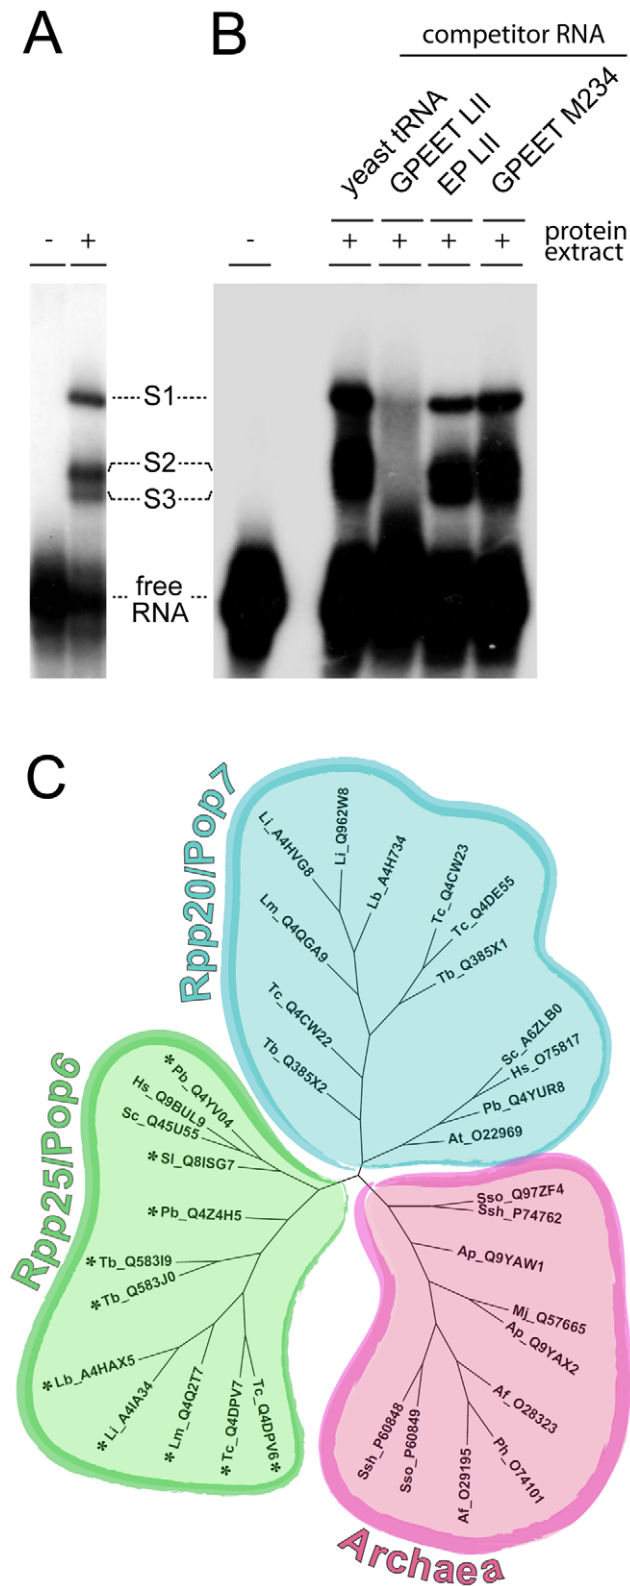 A
B
competitor RNA
yeast tRNA
GPEET LII
EP LII
GPEET M234
- +
- + + + +
protein
extract
S1
S2
S3
free
RNA
C
Rpp20/Pop7
Li_A4HVG8
Li_Q962W8
Lb_A4H734
Lm_Q4QGA9
Tc_Q4CW23
Tc_Q4DE55
Tb_Q385X1
Tc_Q4CW22
Tb_Q385X2
Sc_A6ZLB0
Hs_O75817
Pb_Q4YUR8
At_O22969
Rpp25/Pop6
*Pb_Q4YV04
Hs_Q9BUL9
Sc_Q45U55
*Sl_Q8ISG7
*Pb_Q4Z4H5
*Tb_Q583I9
*Tb_Q583J0
*Lb_A4HAX5
*Li_A4IA34
*Lm_Q4Q2T7
*Tc_Q4DPV7
Tc_Q4DPV6*
Sso_Q97ZF4
Ssh_P74762
Ap_Q9YAW1
Mj_Q57665
Ap_Q9YAX2
Af_O28323
Ph_O74101
Af_O29195
Sso_P60849
Ssh_P60848
Archaea